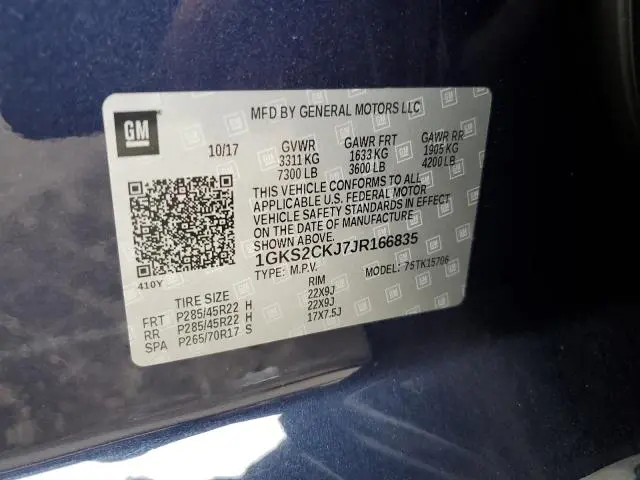 GM
MFD BY GENERAL MOTORS LLC
10/17 GVWR GAWR FRT GAWR RR
3311 KG 1633 KG 1905 KG
7300 LB 3600 LB 4200 LB
THIS VEHICLE CONFORMS TO ALL
APPLICABLE U.S. FEDERAL MOTOR
VEHICLE SAFETY STANDARDS IN EFFECT
ON THE DATE OF MANUFACTURE
SHOWN ABOVE.
1GKS2CKJ7JR166835
TYPE: M.P.V. MODEL: 75TK15706
410Y
TIRE SIZE RIM
FRT P285/45R22 H 22X9J
RR P285/45R22 H 22X9J
SPA P265/70R17 S 17X7.5J